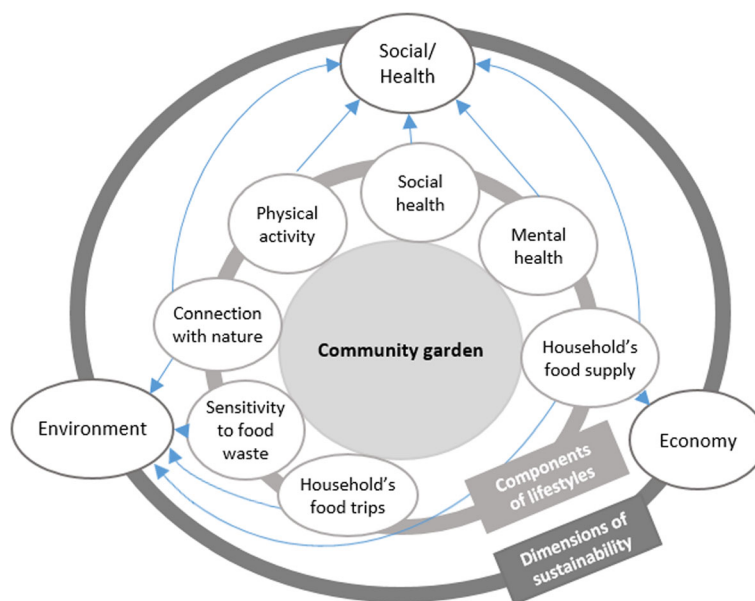 Social/
Health
Social
health
Physical
activity
Mental
health
Connection
with nature
Community garden
Household's
food supply
Environment
Sensitivity
to food
waste
Economy
Household's
food trips
Components
of lifestyles
Dimensions of
sustainability